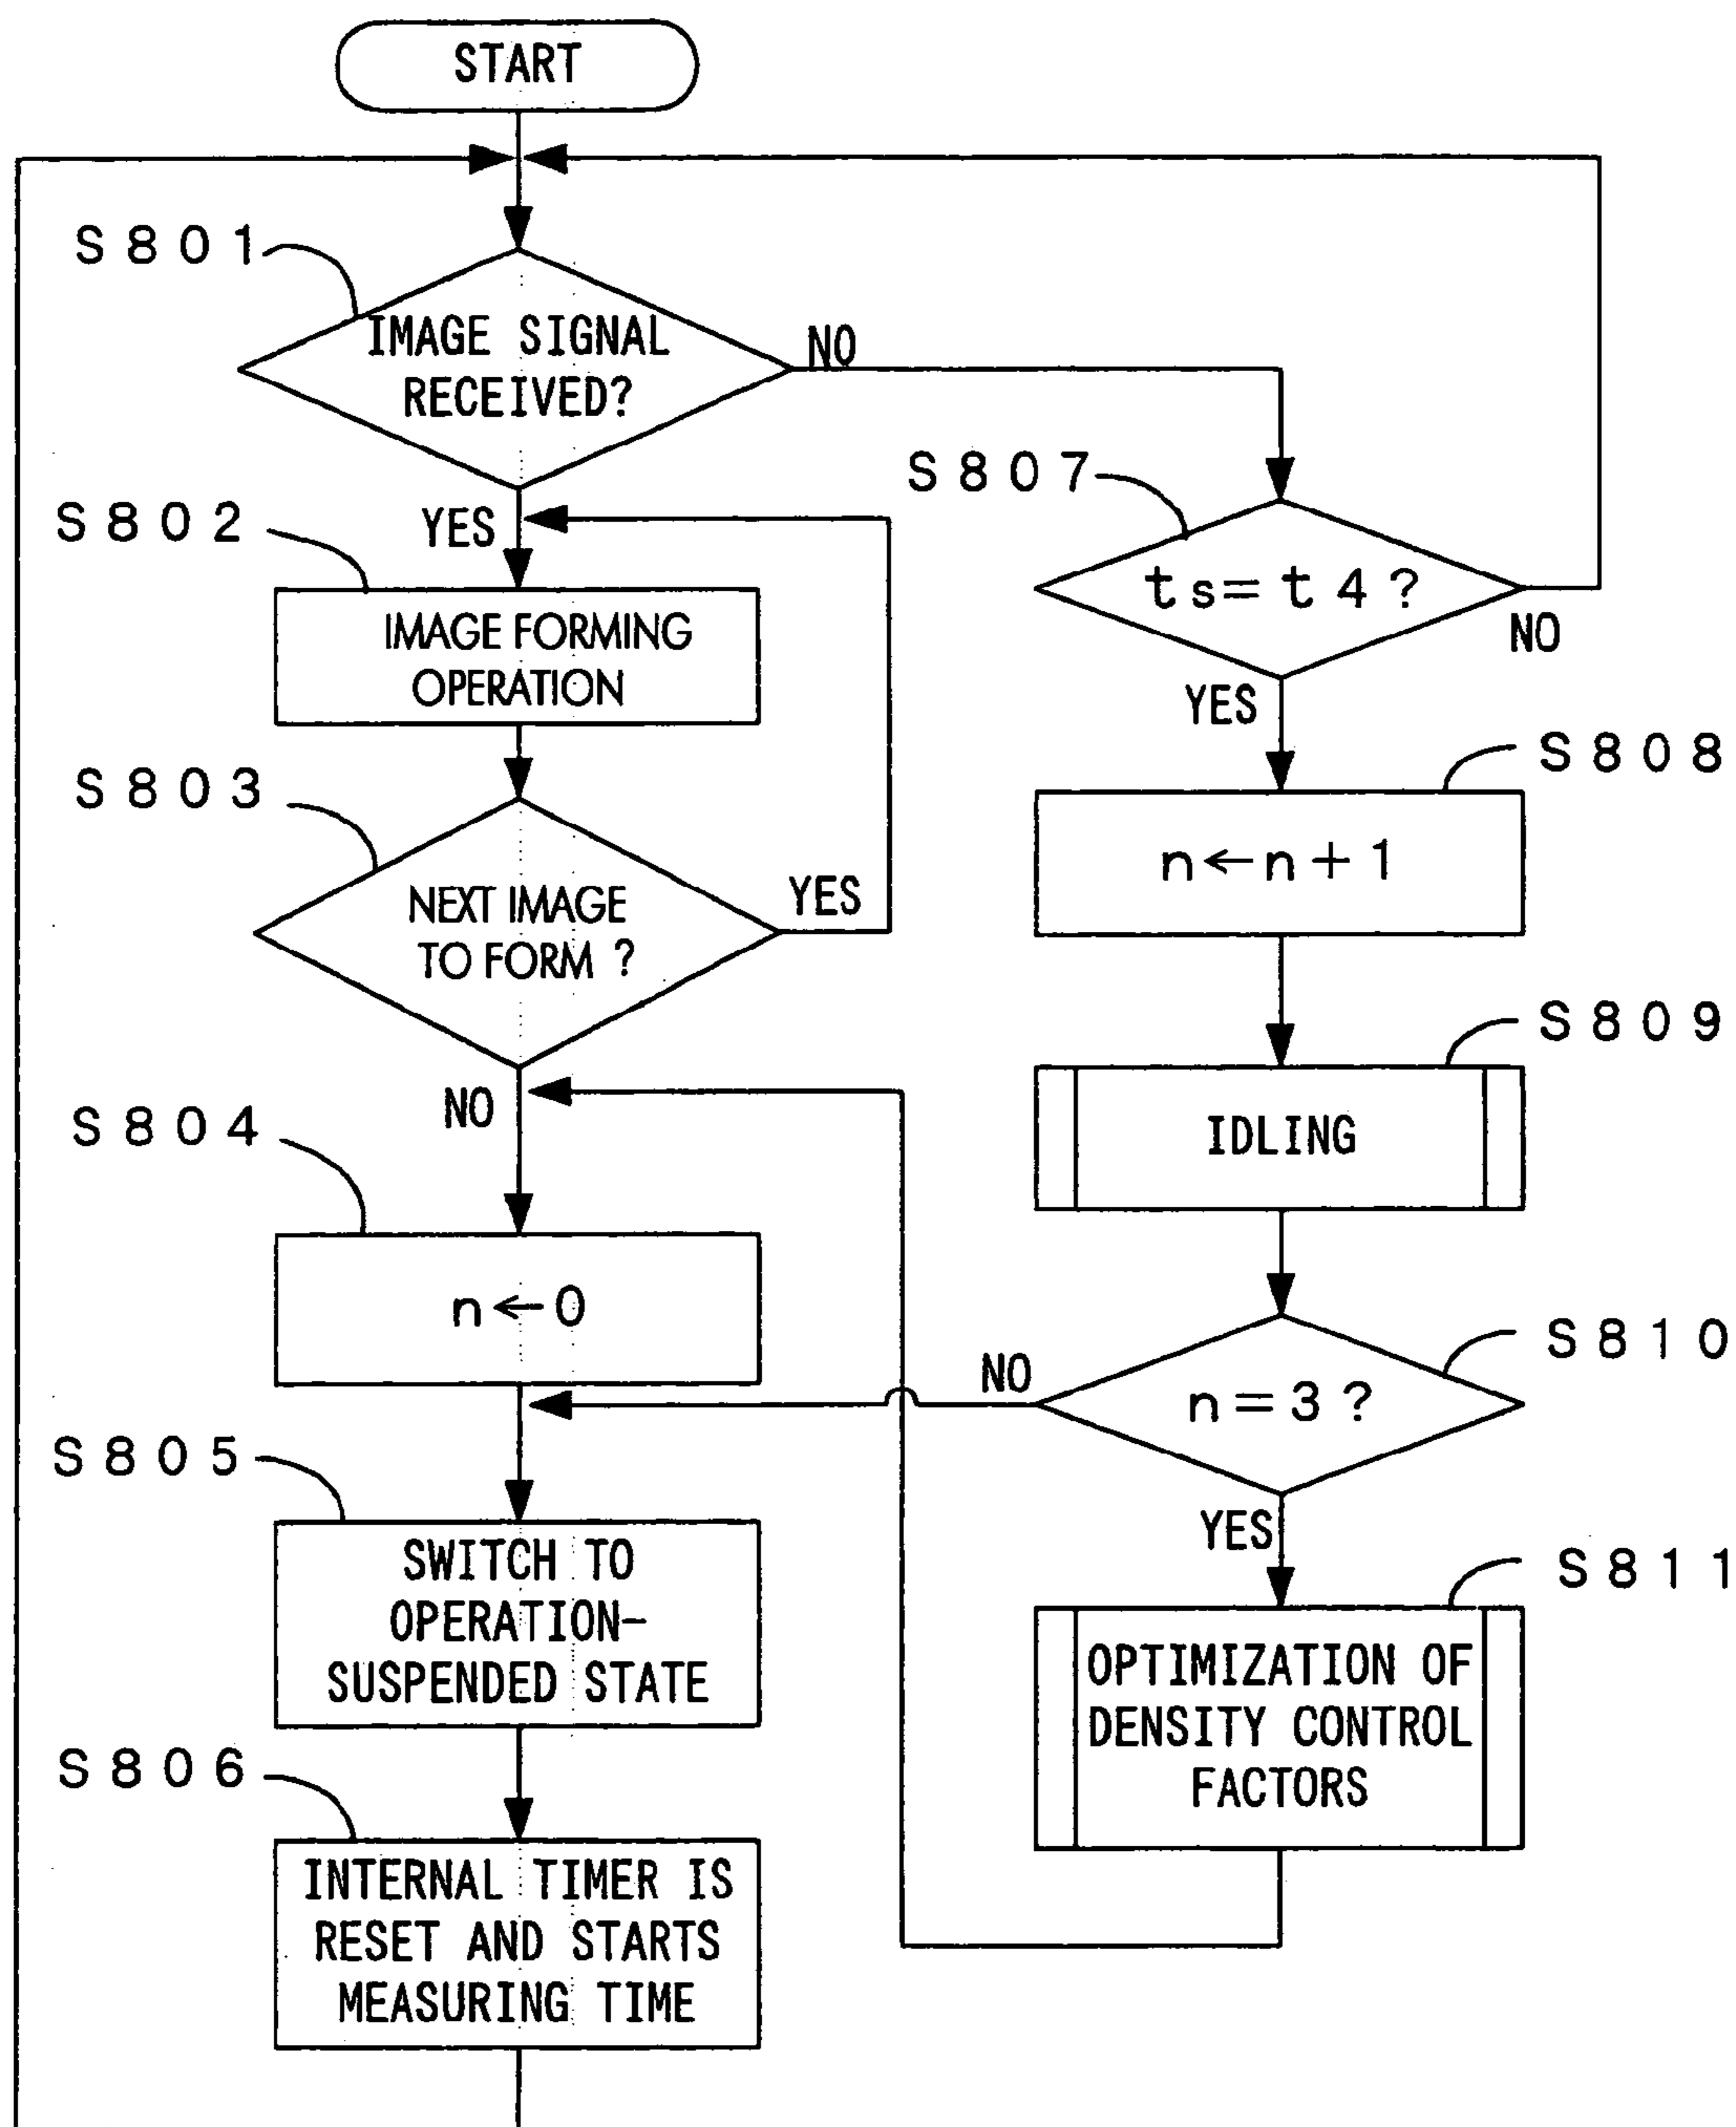 START
S801
IMAGE SIGNAL
RECEIVED?
NO
YES
S802
IMAGE FORMING
OPERATION
S803
NEXT IMAGE
TO FORM ?
YES
NO
S804
n←0
S805
SWITCH TO
OPERATION-
SUSPENDED STATE
S806
INTERNAL TIMER IS
RESET AND STARTS
MEASURING TIME
S807
ts=t4?
NO
YES
S808
n←n+1
S809
IDLING
S810
n=3?
NO
YES
S811
OPTIMIZATION OF
DENSITY CONTROL
FACTORS